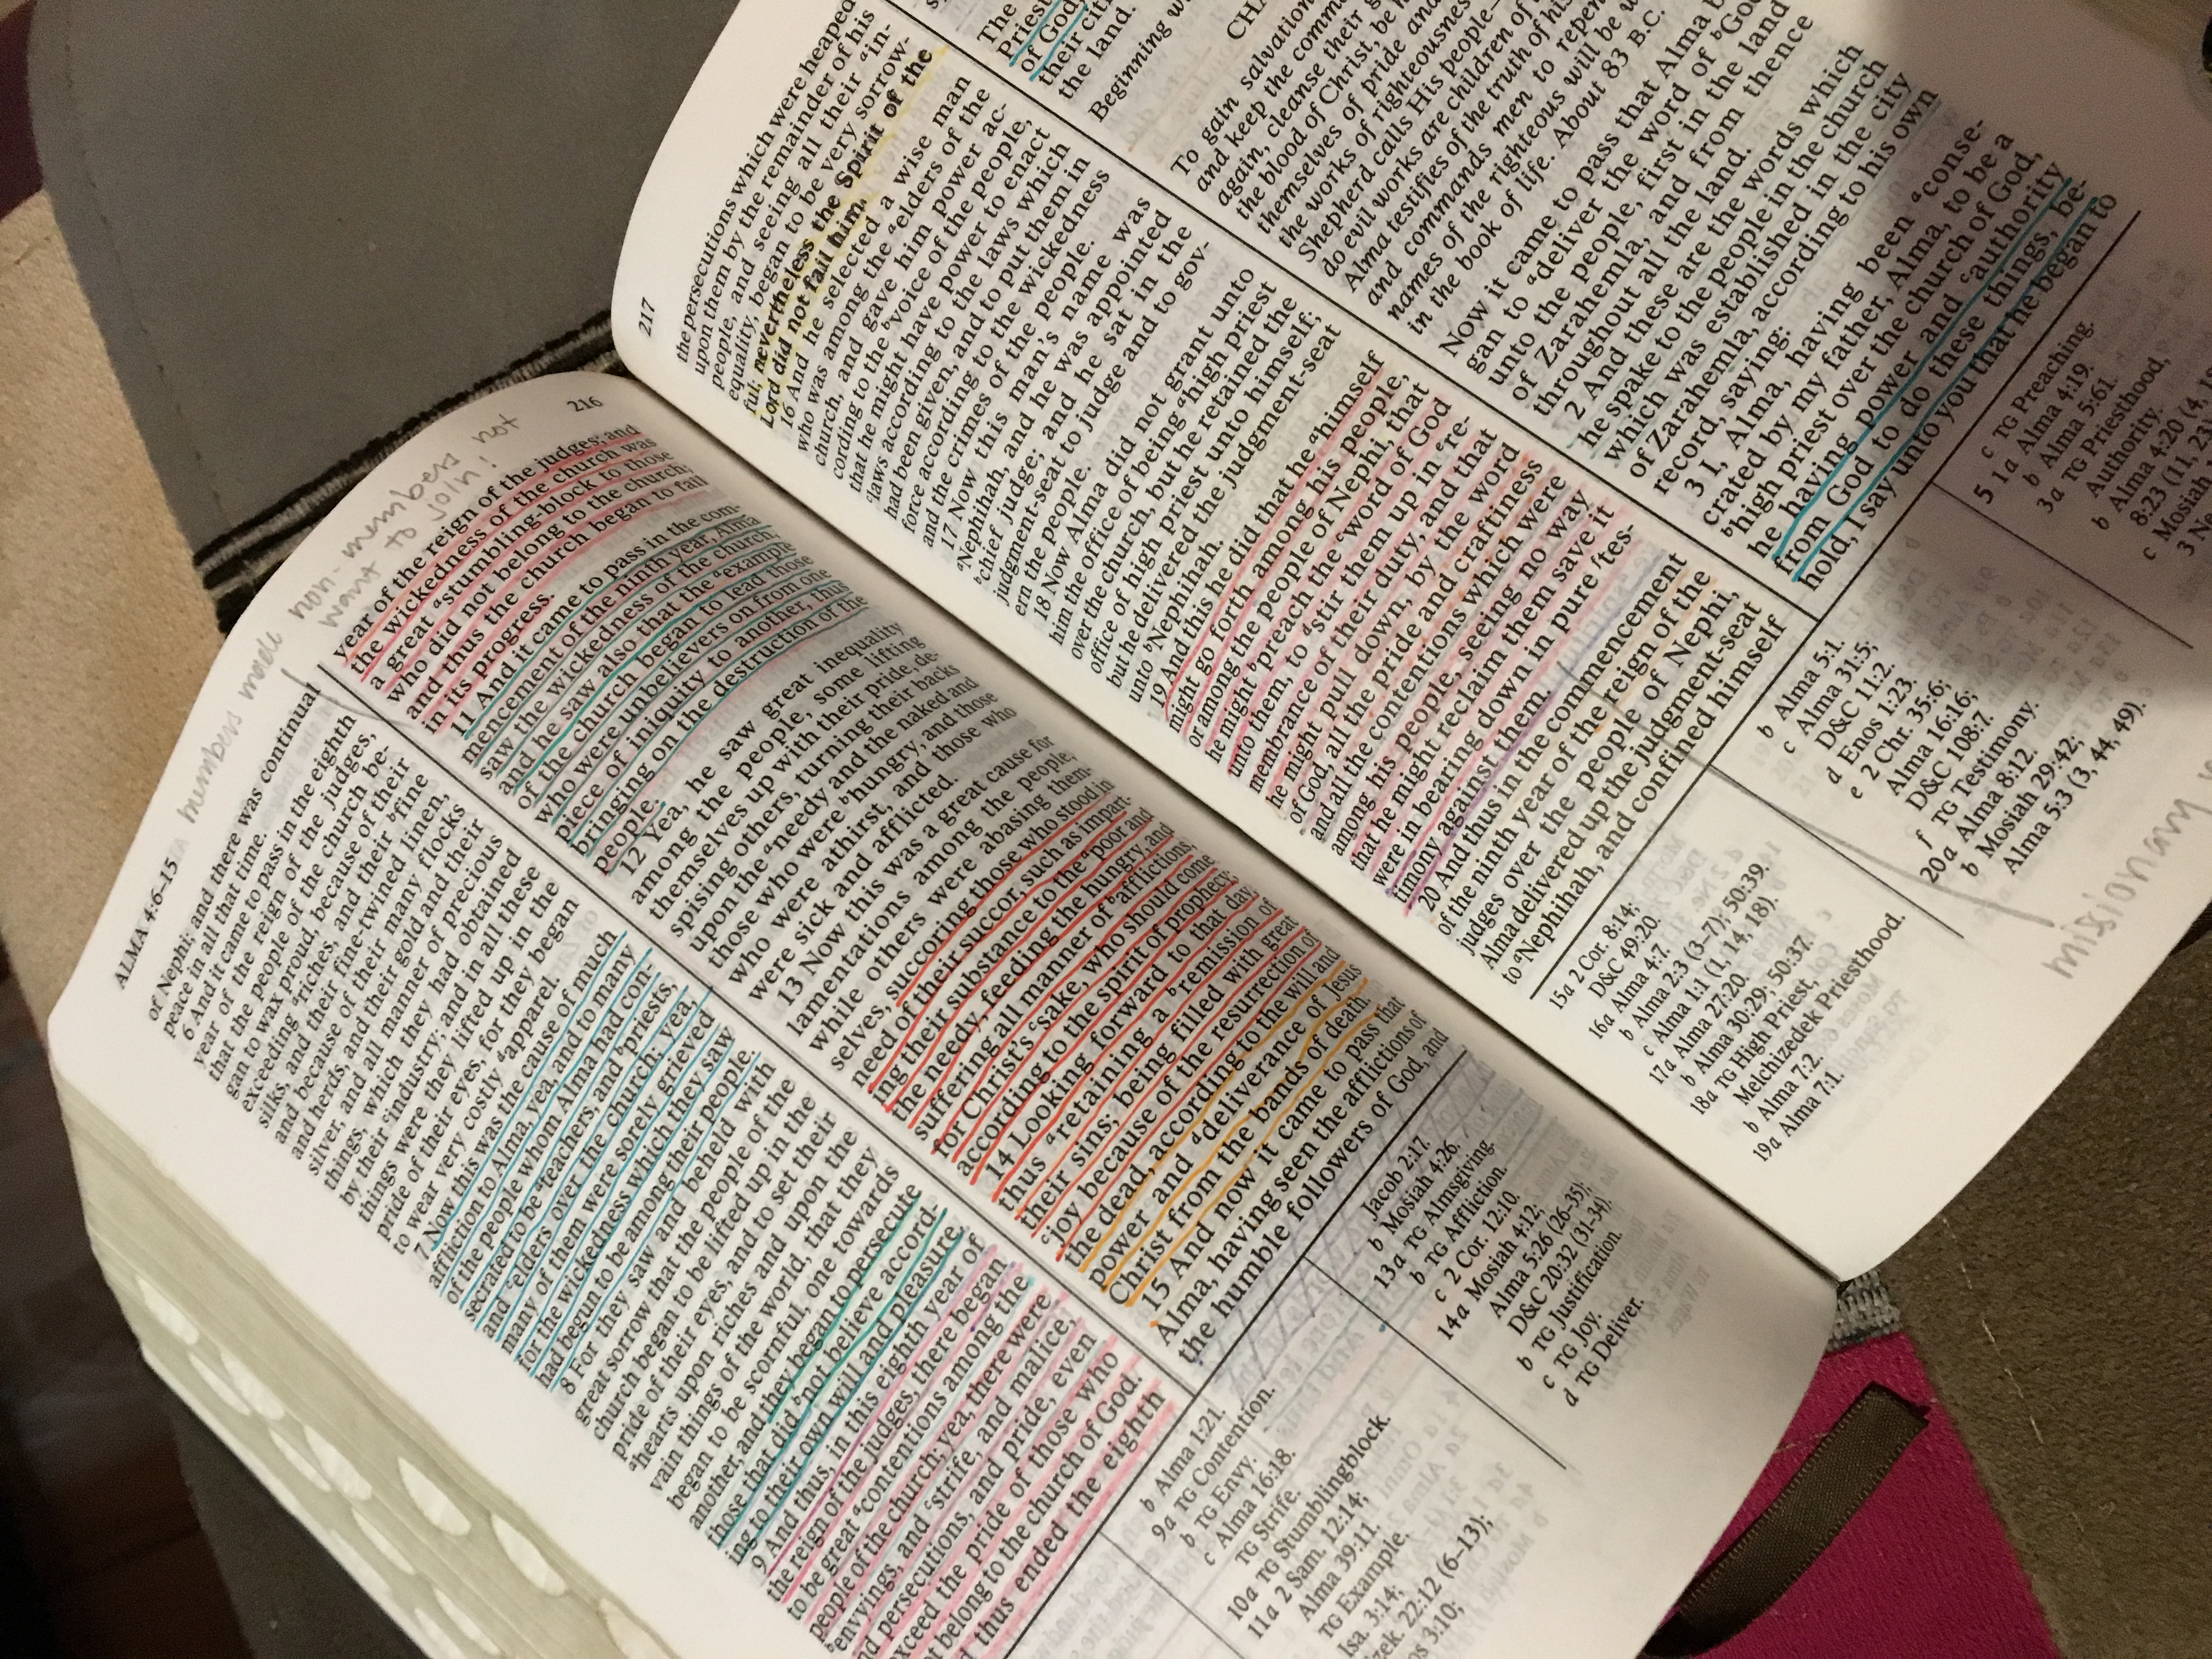 members made non-members not
want to join!
ALMA 4:6–15
216
of Nephi; and there was continual
peace in all that time.
6 And it came to pass in the eighth
year of the reign of the judges,
that the people of the church be-
gan to wax proud, because of their
exceeding ariches, and their bfine
silks, and their fine-twined linen,
and because of their many flocks
and herds, and their gold and their
silver, and all manner of precious
things, which they had obtained
by their industry; and in all these
things were they lifted up in the
pride of their eyes, for they began
to wear very costly dapparel.
7 Now this was the cause of much
affliction to Alma, yea, and to many
of the people whom Alma had con-
secrated to be ateachers, and bpriests,
and celders over the church; yea,
many of them were sorely grieved
for the wickedness which they saw
had begun to be among their people.
8 For they saw and beheld with
great sorrow that the people of the
church began to be lifted up in the
pride of their eyes, and to set their
ahearts upon riches and upon the
vain things of the world, that they
began to be scornful, one towards
another, and they began to persecute
those that did bnot believe accord-
ing to their own will and pleasure.
9 And thus, in this eighth year of
the reign of the judges, there began
to be great acontentions among the
people of the church; yea, there were
benvyings, and cstrife, and malice,
and persecutions, and pride, even
exceed the pride of those who
not belong to the church of God.
thus ended the eighth
year of the reign of the judges; and
the wickedness of the church was
a great astumbling-block to those
who did not belong to the church;
and thus the church began to fail
in its progress.
11 And it came to pass in the com-
mencement of the ninth year, Alma
saw the wickedness of the church,
and he saw also that the aexample
of the church began to lead those
who were unbelievers on from one
piece of iniquity to another, thus
bringing on the destruction of the
people.
12 Yea, he saw great inequality
among the people, some lifting
themselves up with their pride, de-
spising others, turning their backs
upon the aneedy and the naked and
those who were bhungry, and those
who were athirst, and those who
were sick and afflicted.
13 Now this was a great cause for
lamentations among the people,
while others were abasing them-
selves, succoring those who stood in
need of their succor, such as impart-
ing their substance to the apoor and
the needy, feeding the hungry, and
suffering all manner of bafflictions,
for Christ's csake, who should come
according to the spirit of prophecy;
14 Looking forward to that day,
thus aretaining a bremission of
their sins; being filled with great
cjoy because of the resurrection of
the dead, according to the will and
power and ddeliverance of Jesus
Christ from the bands of death.
15 And now it came to pass that
Alma, having seen the afflictions of
the humble followers of God, and
b Alma 1:21.
9a TG Contention.
b TG Envy.
c Alma 16:18.
TG Strife.
10a TG Stumblingblock.
11a 2 Sam. 12:14;
Alma 39:11.
TG Example.
Isa. 3:14;
22:12 (6–13);
3:10;
Jacob 2:17.
b Mosiah 4:26.
13a TG Almsgiving.
b TG Affliction.
c 2 Cor. 12:10.
14a Mosiah 4:12;
Alma 5:26 (26–35);
D&C 20:32 (31–34).
b TG Justification.
c TG Joy.
d TG Deliver.
217
the persecutions which were heaped
upon them by the remainder of his
people, and seeing all their ain-
equality, began to be very sorrow-
ful; nevertheless the Spirit of the
Lord did not fail him.
16 And he selected a wise man
who was among the aelders of the
church, and gave him power ac-
cording to the bvoice of the people,
that he might have power to enact
claws according to the laws which
had been given, and to put them in
force according to the wickedness
and the crimes of the people.
17 Now this man's name was
aNephihah, and he was appointed
bchief judge; and he sat in the
judgment-seat to judge and to gov-
ern the people.
18 Now Alma did not grant unto
him the office of being ahigh priest
over the church, but he retained the
office of high priest unto himself;
but he delivered the judgment-seat
unto bNephihah.
19 And this he did that he ahimself
might go forth among his people,
or among the people of Nephi, that
he might bpreach the cword of God
unto them, to dstir them up in ere-
membrance of their duty, and that
he might pull down, by the word
of God, all the pride and craftiness
and all the contentions which were
among his people, seeing no way
that he might reclaim them save it
were in bearing down in pure ftes-
timony against them.
20 And thus in the commencement
of the ninth year of the reign of the
judges over the people of Nephi,
Alma delivered up the judgment-seat
to aNephihah, and confined himself
15a 2 Cor. 8:14;
D&C 49:20.
16a Alma 4:7.
b Alma 2:3 (3–7); 50:39.
c Alma 1:1 (1, 14, 18).
17a Alma 27:20.
b Alma 30:29; 50:37.
18a TG High Priest,
Melchizedek Priesthood.
b Alma 7:2.
19a Alma 7:1.
b Alma 5:1.
c Alma 31:5;
D&C 11:2.
d Enos 1:23.
e 2 Chr. 35:6;
Alma 16:16;
D&C 108:7.
f TG Testimony.
20a Alma 8:12.
b Mosiah 29:42;
Alma 5:3 (3, 44, 49).
The
Priest
of God,
their cit
the land.
Beginning
CHA
To gain salvation
and keep the comm
again, cleanse their g
the blood of Christ, be h
themselves of pride and
the works of righteousness—
Shepherd calls His people—
do evil works are children of
Alma testifies of the truth of his
and commands men to repent
names of the righteous will be w
in the book of life. About 83 B.C.
Now it came to pass that Alma b
gan to adeliver the word of bGod
unto the people, first in the land
of Zarahemla, and from thence
throughout all the land.
2 And these are the words which
he spake to the people in the church
which was established in the city
of Zarahemla, according to his own
record, saying:
3 I, Alma, having been aconse-
crated by my father, Alma, to be a
bhigh priest over the church of God,
he having power and cauthority
from God to do these things, be-
hold, I say unto you that he began to
c TG Preaching.
5 1a Alma 4:19.
b Alma 5:61.
3a TG Priesthood,
Authority.
b Alma 4:20 (4,
8:23 (11, 23
c Mosiah
3 N